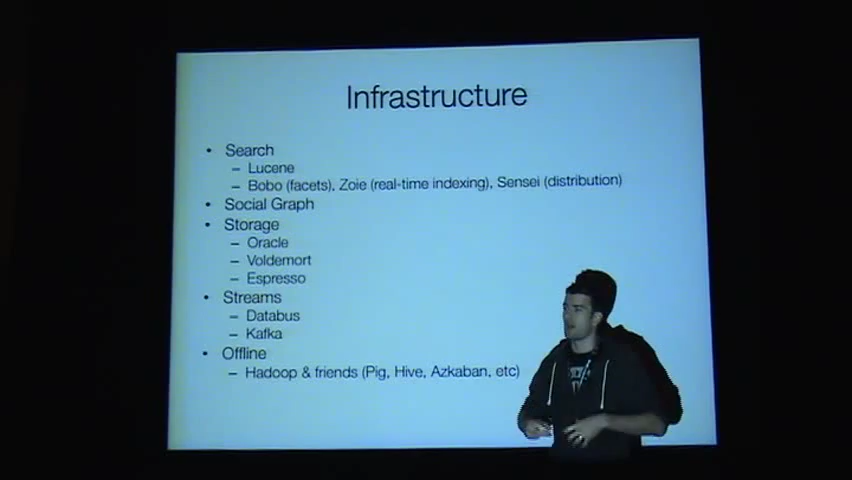 Infrastructure
• Search
– Lucene
– Bobo (facets), Zoie (real-time indexing), Sensei (distribution)
• Social Graph
• Storage
– Oracle
– Voldemort
– Espresso
• Streams
– Databus
– Kafka
• Offline
– Hadoop & friends (Pig, Hive, Azkaban, etc)